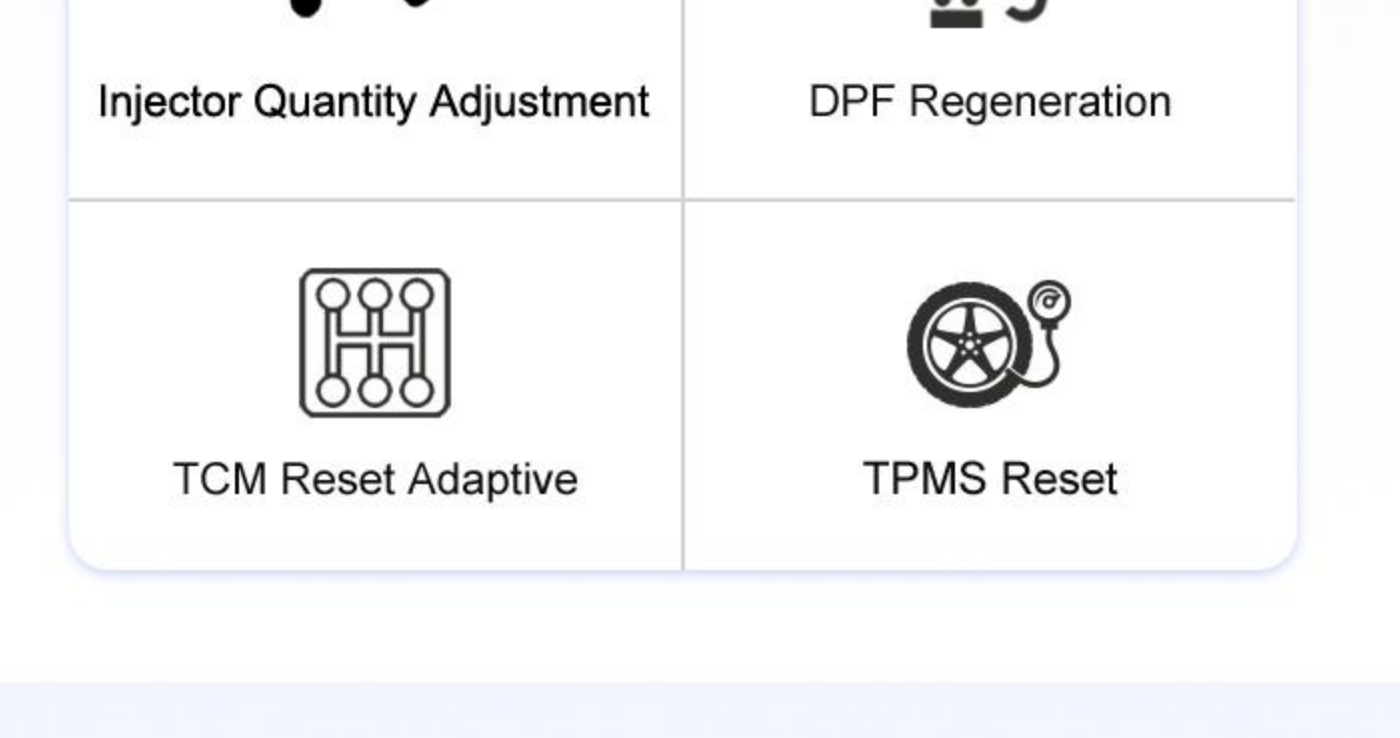 Injector Quantity Adjustment
DPF Regeneration
TCM Reset Adaptive
TPMS Reset